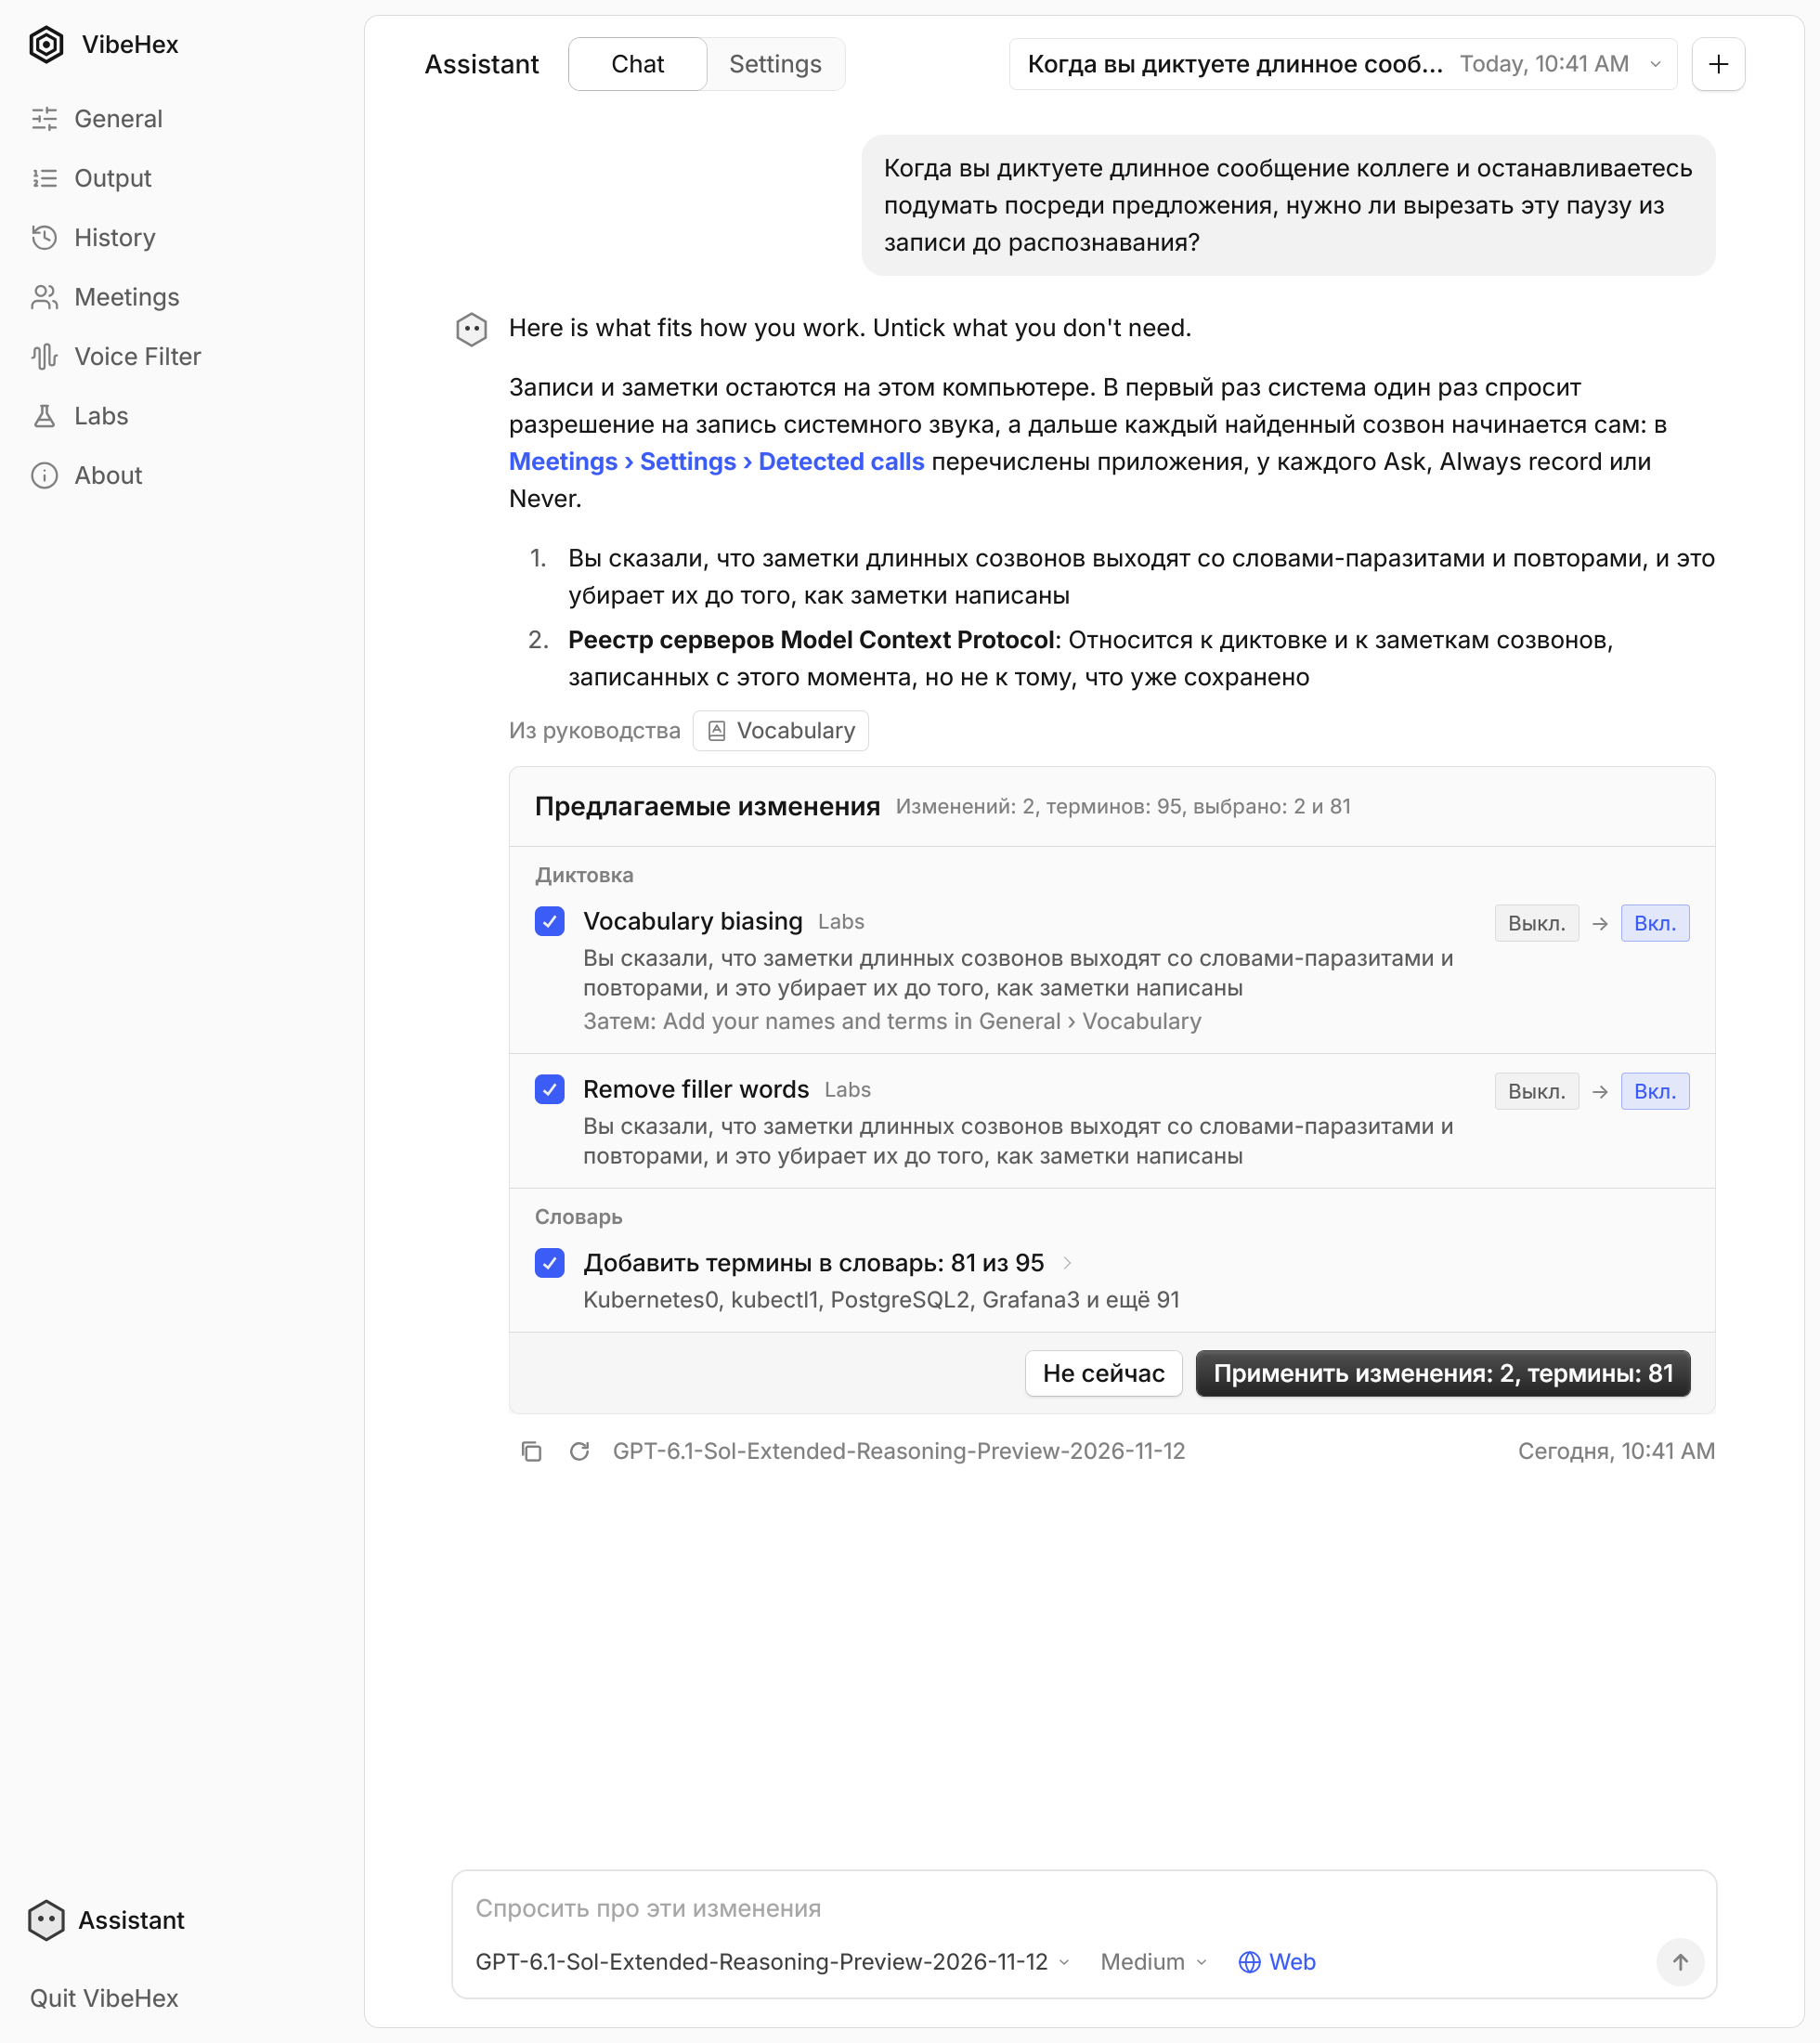 VibeHex
General
Output
History
Meetings
Voice Filter
Labs
About
Assistant
Quit VibeHex
Assistant
Chat
Settings
Когда вы диктуете длинное сооб...
Today, 10:41 AM
Когда вы диктуете длинное сообщение коллеге и останавливаетесь
подумать посреди предложения, нужно ли вырезать эту паузу из
записи до распознавания?
Here is what fits how you work. Untick what you don't need.
Записи и заметки остаются на этом компьютере. В первый раз система один раз спросит
разрешение на запись системного звука, а дальше каждый найденный созвон начинается сам: в
Meetings › Settings › Detected calls перечислены приложения, у каждого Ask, Always record или
Never.
1. Вы сказали, что заметки длинных созвонов выходят со словами-паразитами и повторами, и это
убирает их до того, как заметки написаны
2. Реестр серверов Model Context Protocol: Относится к диктовке и к заметкам созвонов,
записанных с этого момента, но не к тому, что уже сохранено
Из руководства Vocabulary
Предлагаемые изменения Изменений: 2, терминов: 95, выбрано: 2 и 81
Диктовка
Vocabulary biasing Labs Выкл. → Вкл.
Вы сказали, что заметки длинных созвонов выходят со словами-паразитами и
повторами, и это убирает их до того, как заметки написаны
Затем: Add your names and terms in General › Vocabulary
Remove filler words Labs Выкл. → Вкл.
Вы сказали, что заметки длинных созвонов выходят со словами-паразитами и
повторами, и это убирает их до того, как заметки написаны
Словарь
Добавить термины в словарь: 81 из 95
Kubernetes0, kubectl1, PostgreSQL2, Grafana3 и ещё 91
Не сейчас
Применить изменения: 2, термины: 81
GPT-6.1-Sol-Extended-Reasoning-Preview-2026-11-12
Сегодня, 10:41 AM
Спросить про эти изменения
GPT-6.1-Sol-Extended-Reasoning-Preview-2026-11-12
Medium
Web